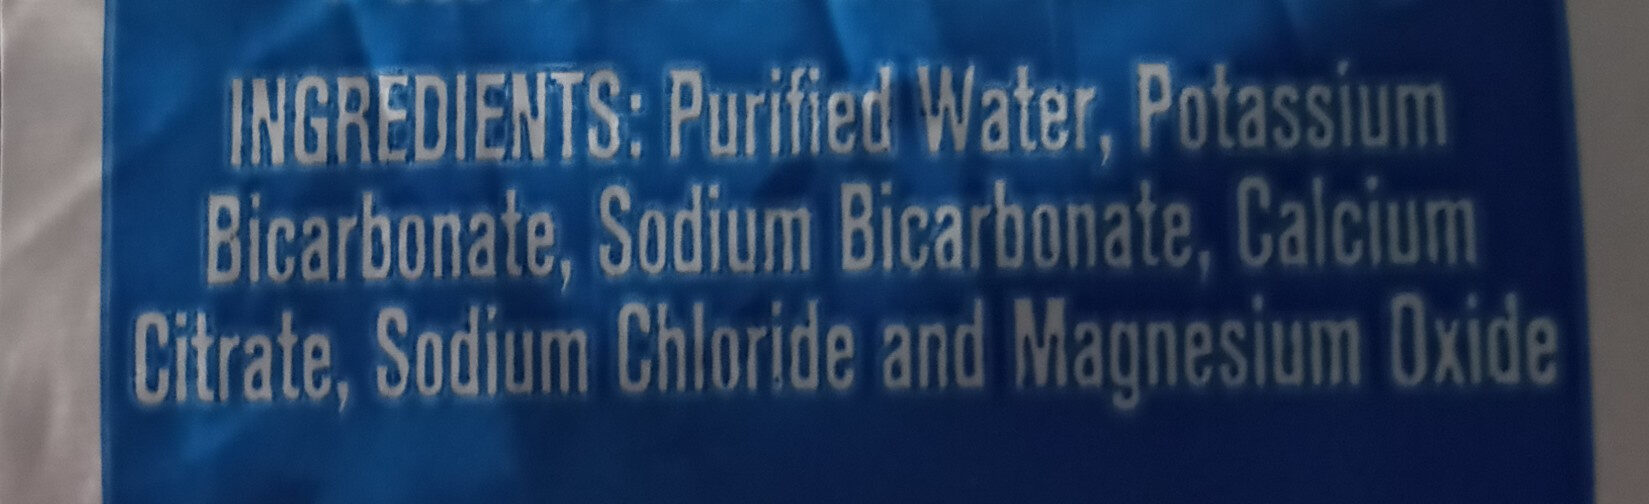 INGREDIENTS: Purified Water, Potassium
Bicarbonate, Sodium Bicarbonate, Calcium
Citrate, Sodium Chloride and Magnesium Oxide